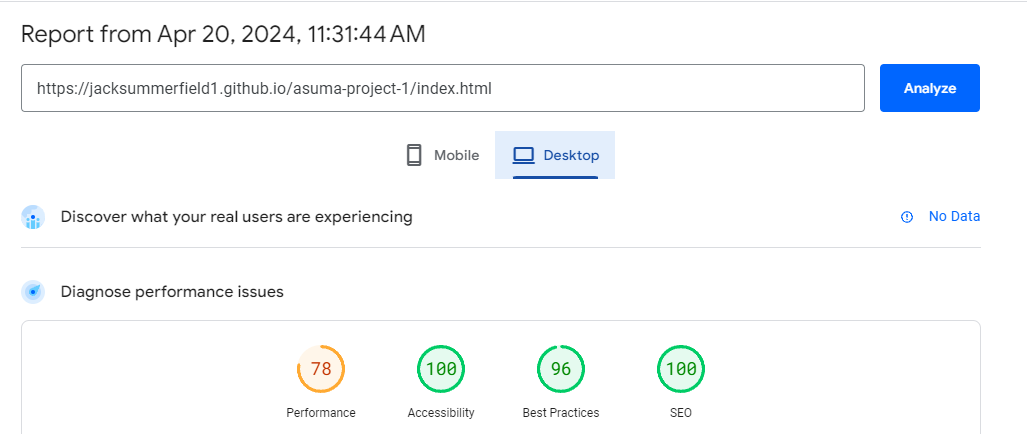 Report from Apr 20, 2024, 11:31:44 AM
https://jacksummerfield1.github.io/asuma-project-1/index.html
Analyze
Mobile
Desktop
Discover what your real users are experiencing
No Data
Diagnose performance issues
78
100
96
100
Performance
Accessibility
Best Practices
SEO